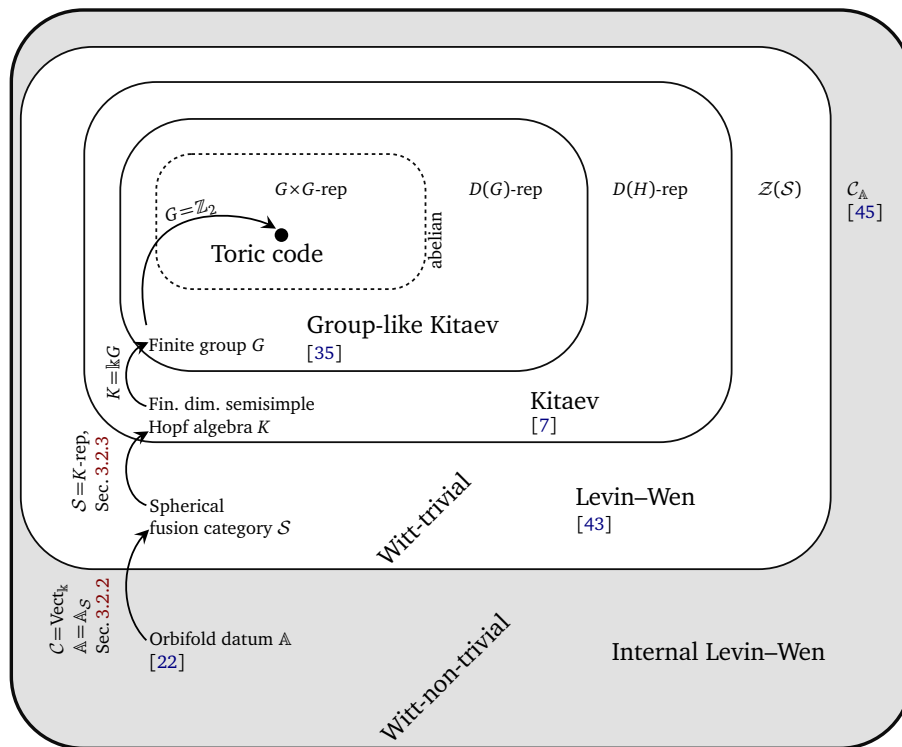 G×G-rep
D(G)-rep
D(H)-rep
𝒵(𝒮)
𝒞_𝔸
[45]
G=ℤ₂
Toric code
abelian
Group-like Kitaev
[35]
Finite group G
K=𝕜G
Fin. dim. semisimple
Hopf algebra K
Kitaev
[7]
𝒮=K-rep,
Sec. 3.2.3
Spherical
fusion category 𝒮
Witt-trivial
Levin–Wen
[43]
𝒞=Vect_𝕜
𝔸=𝔸_𝒮
Sec. 3.2.2
Orbifold datum 𝔸
[22]
Witt-non-trivial
Internal Levin–Wen